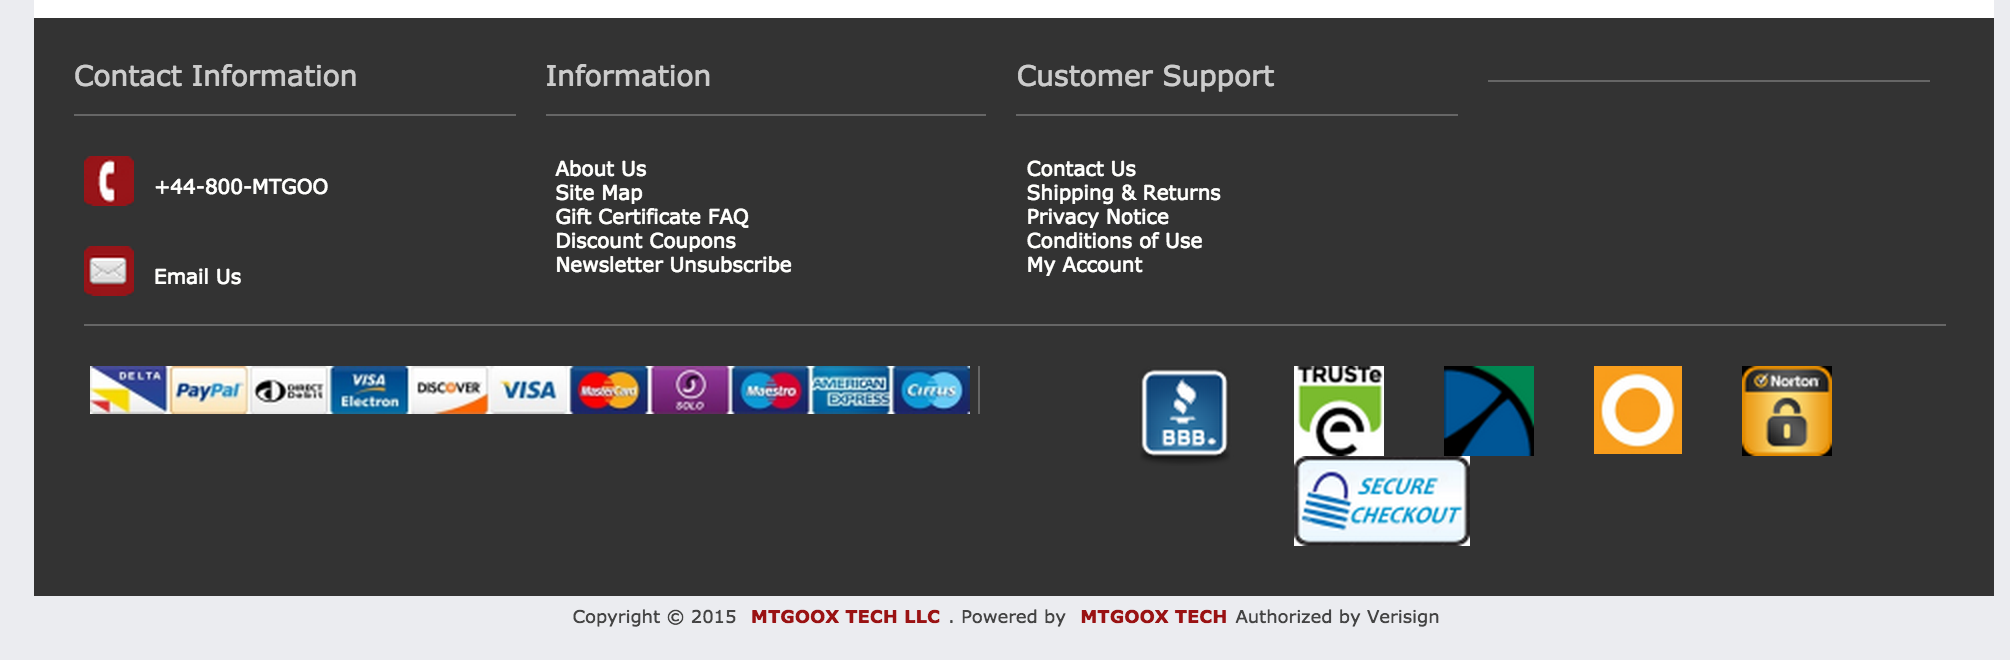 Contact Information
+44-800-MTGOO
Email Us
Information
About Us
Site Map
Gift Certificate FAQ
Discount Coupons
Newsletter Unsubscribe
Customer Support
Contact Us
Shipping & Returns
Privacy Notice
Conditions of Use
My Account
DELTA
PayPal
DIRECT Debit
VISA
Electron
DISCOVER
VISA
MasterCard
SOLO
Maestro
AMERICAN
EXPRESS
Cirrus
BBB.
TRUSTe
e
Norton
SECURE
CHECKOUT
Copyright © 2015 MTGOOX TECH LLC . Powered by MTGOOX TECH Authorized by Verisign